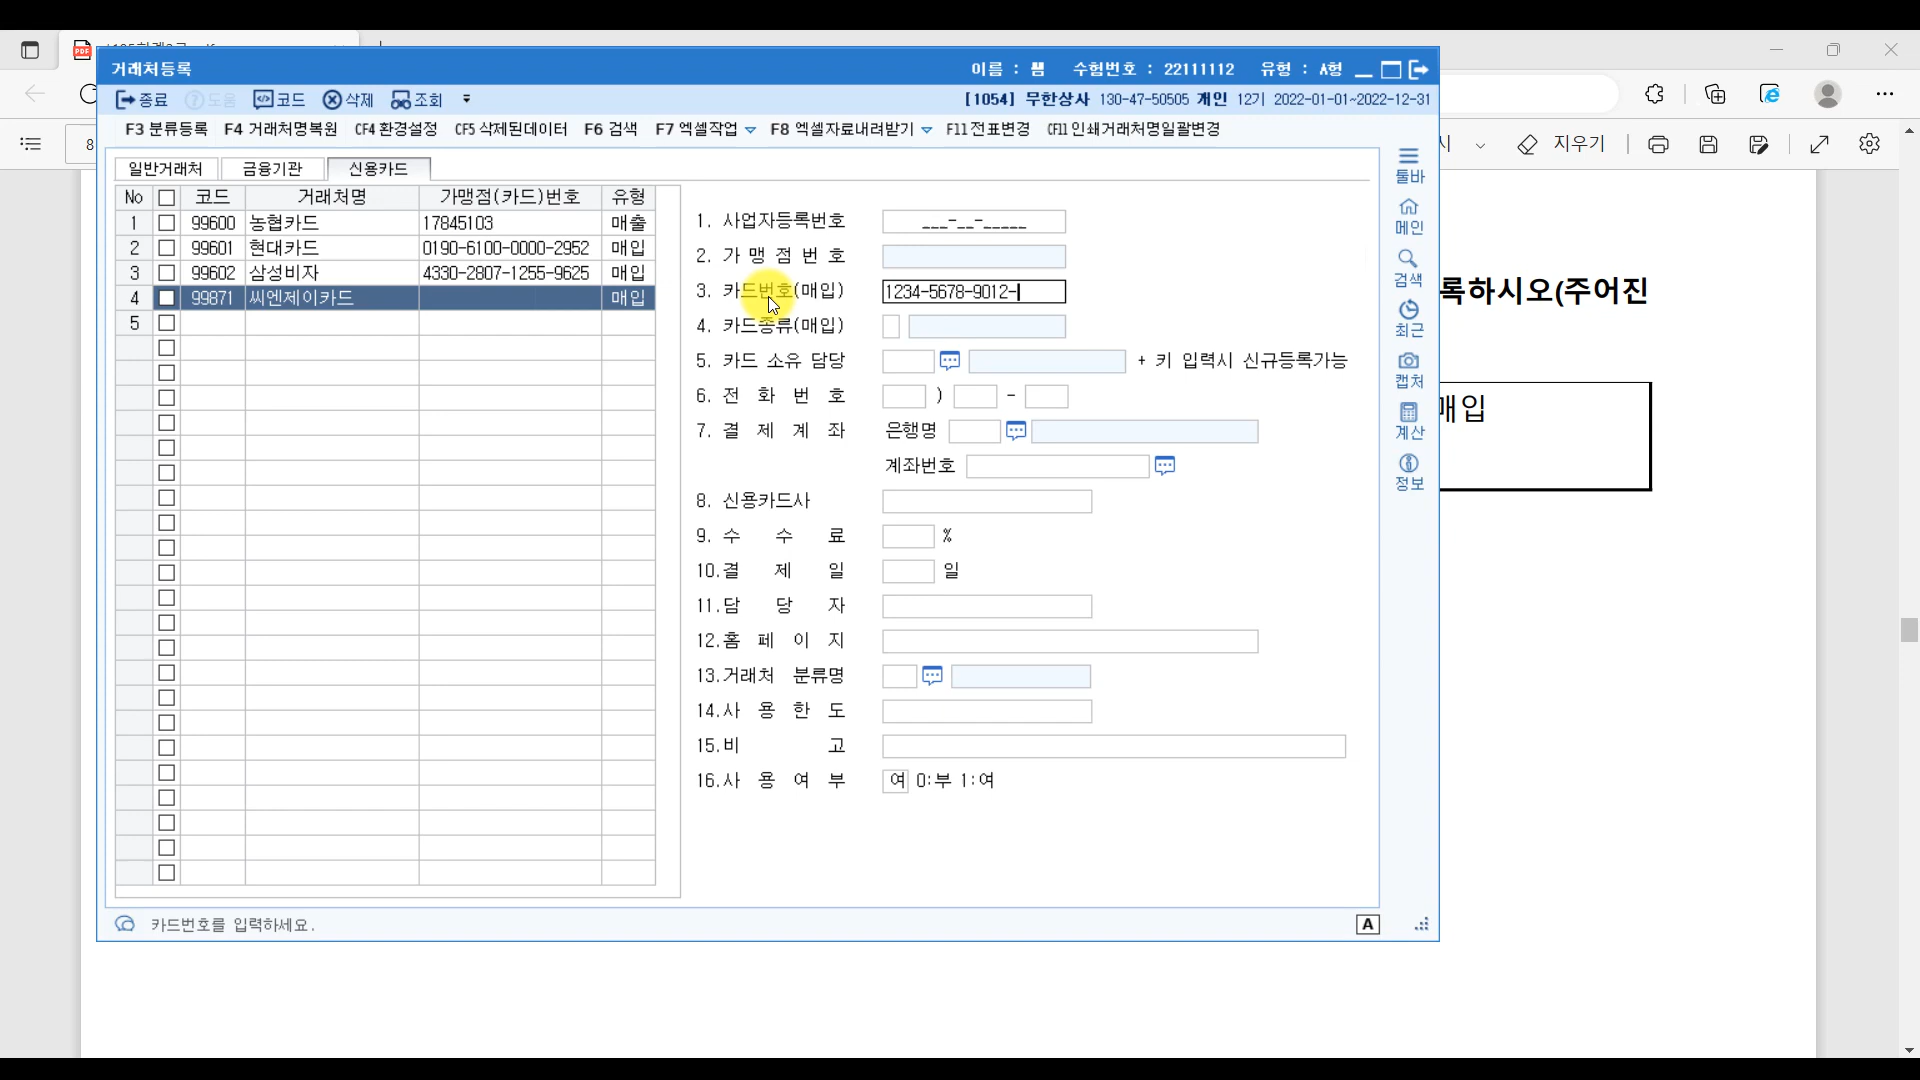 거래처등록
이름 : 뵘 수험번호 : 22111112 유형 : A형
종료 도움 코드 삭제 조회
[1054] 무한상사 130-47-50505 개인 12기 2022-01-01~2022-12-31
F3 분류등록 F4 거래처명복원 CF4 환경설정 CF5 삭제된데이터 F6 검색 F7 엑셀작업 F8 엑셀자료내려받기 F11 전표변경 CF11 인쇄거래처명일괄변경
8
지우기
일반거래처 금융기관 신용카드
No 코드 거래처명 가맹점(카드)번호 유형
1 99600 농협카드 17845103 매출
2 99601 현대카드 0190-6100-0000-2952 매입
3 99602 삼성비자 4330-2807-1255-9625 매입
4 99871 씨엔제이카드 매입
5
1. 사업자등록번호 ___-__-_____
2. 가 맹 점 번 호
3. 카드번호(매입) 1234-5678-9012-
4. 카드종류(매입)
5. 카드 소유 담당 + 키 입력시 신규등록가능
6. 전 화 번 호 ) -
7. 결 제 계 좌 은행명
계좌번호
8. 신용카드사
9. 수 수 료 %
10.결 제 일 일
11.담 당 자
12.홈 페 이 지
13.거래처 분류명
14.사 용 한 도
15.비 고
16.사 용 여 부 여 0:부 1:여
툴바
메인
검색
최근
캡처
계산
정보
록하시오(주어진
매입
카드번호를 입력하세요.
A